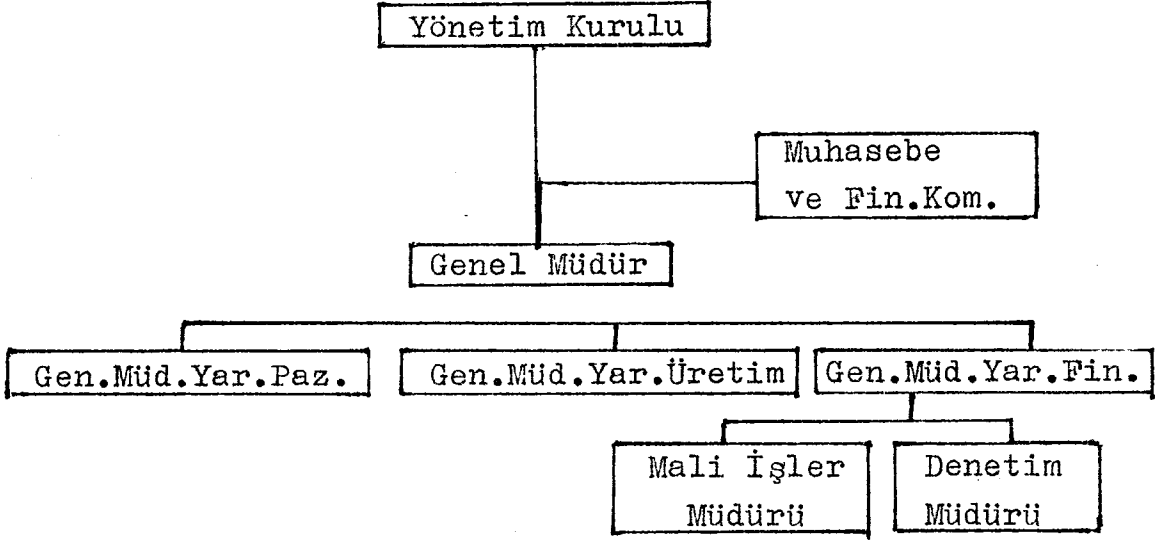 Yönetim Kurulu
Muhasebe
ve Fin.Kom.
Genel Müdür
Gen.Müd.Yar.Paz.
Gen.Müd.Yar.Üretim
Gen.Müd.Yar.Fin.
Mali İşler
Müdürü
Denetim
Müdürü